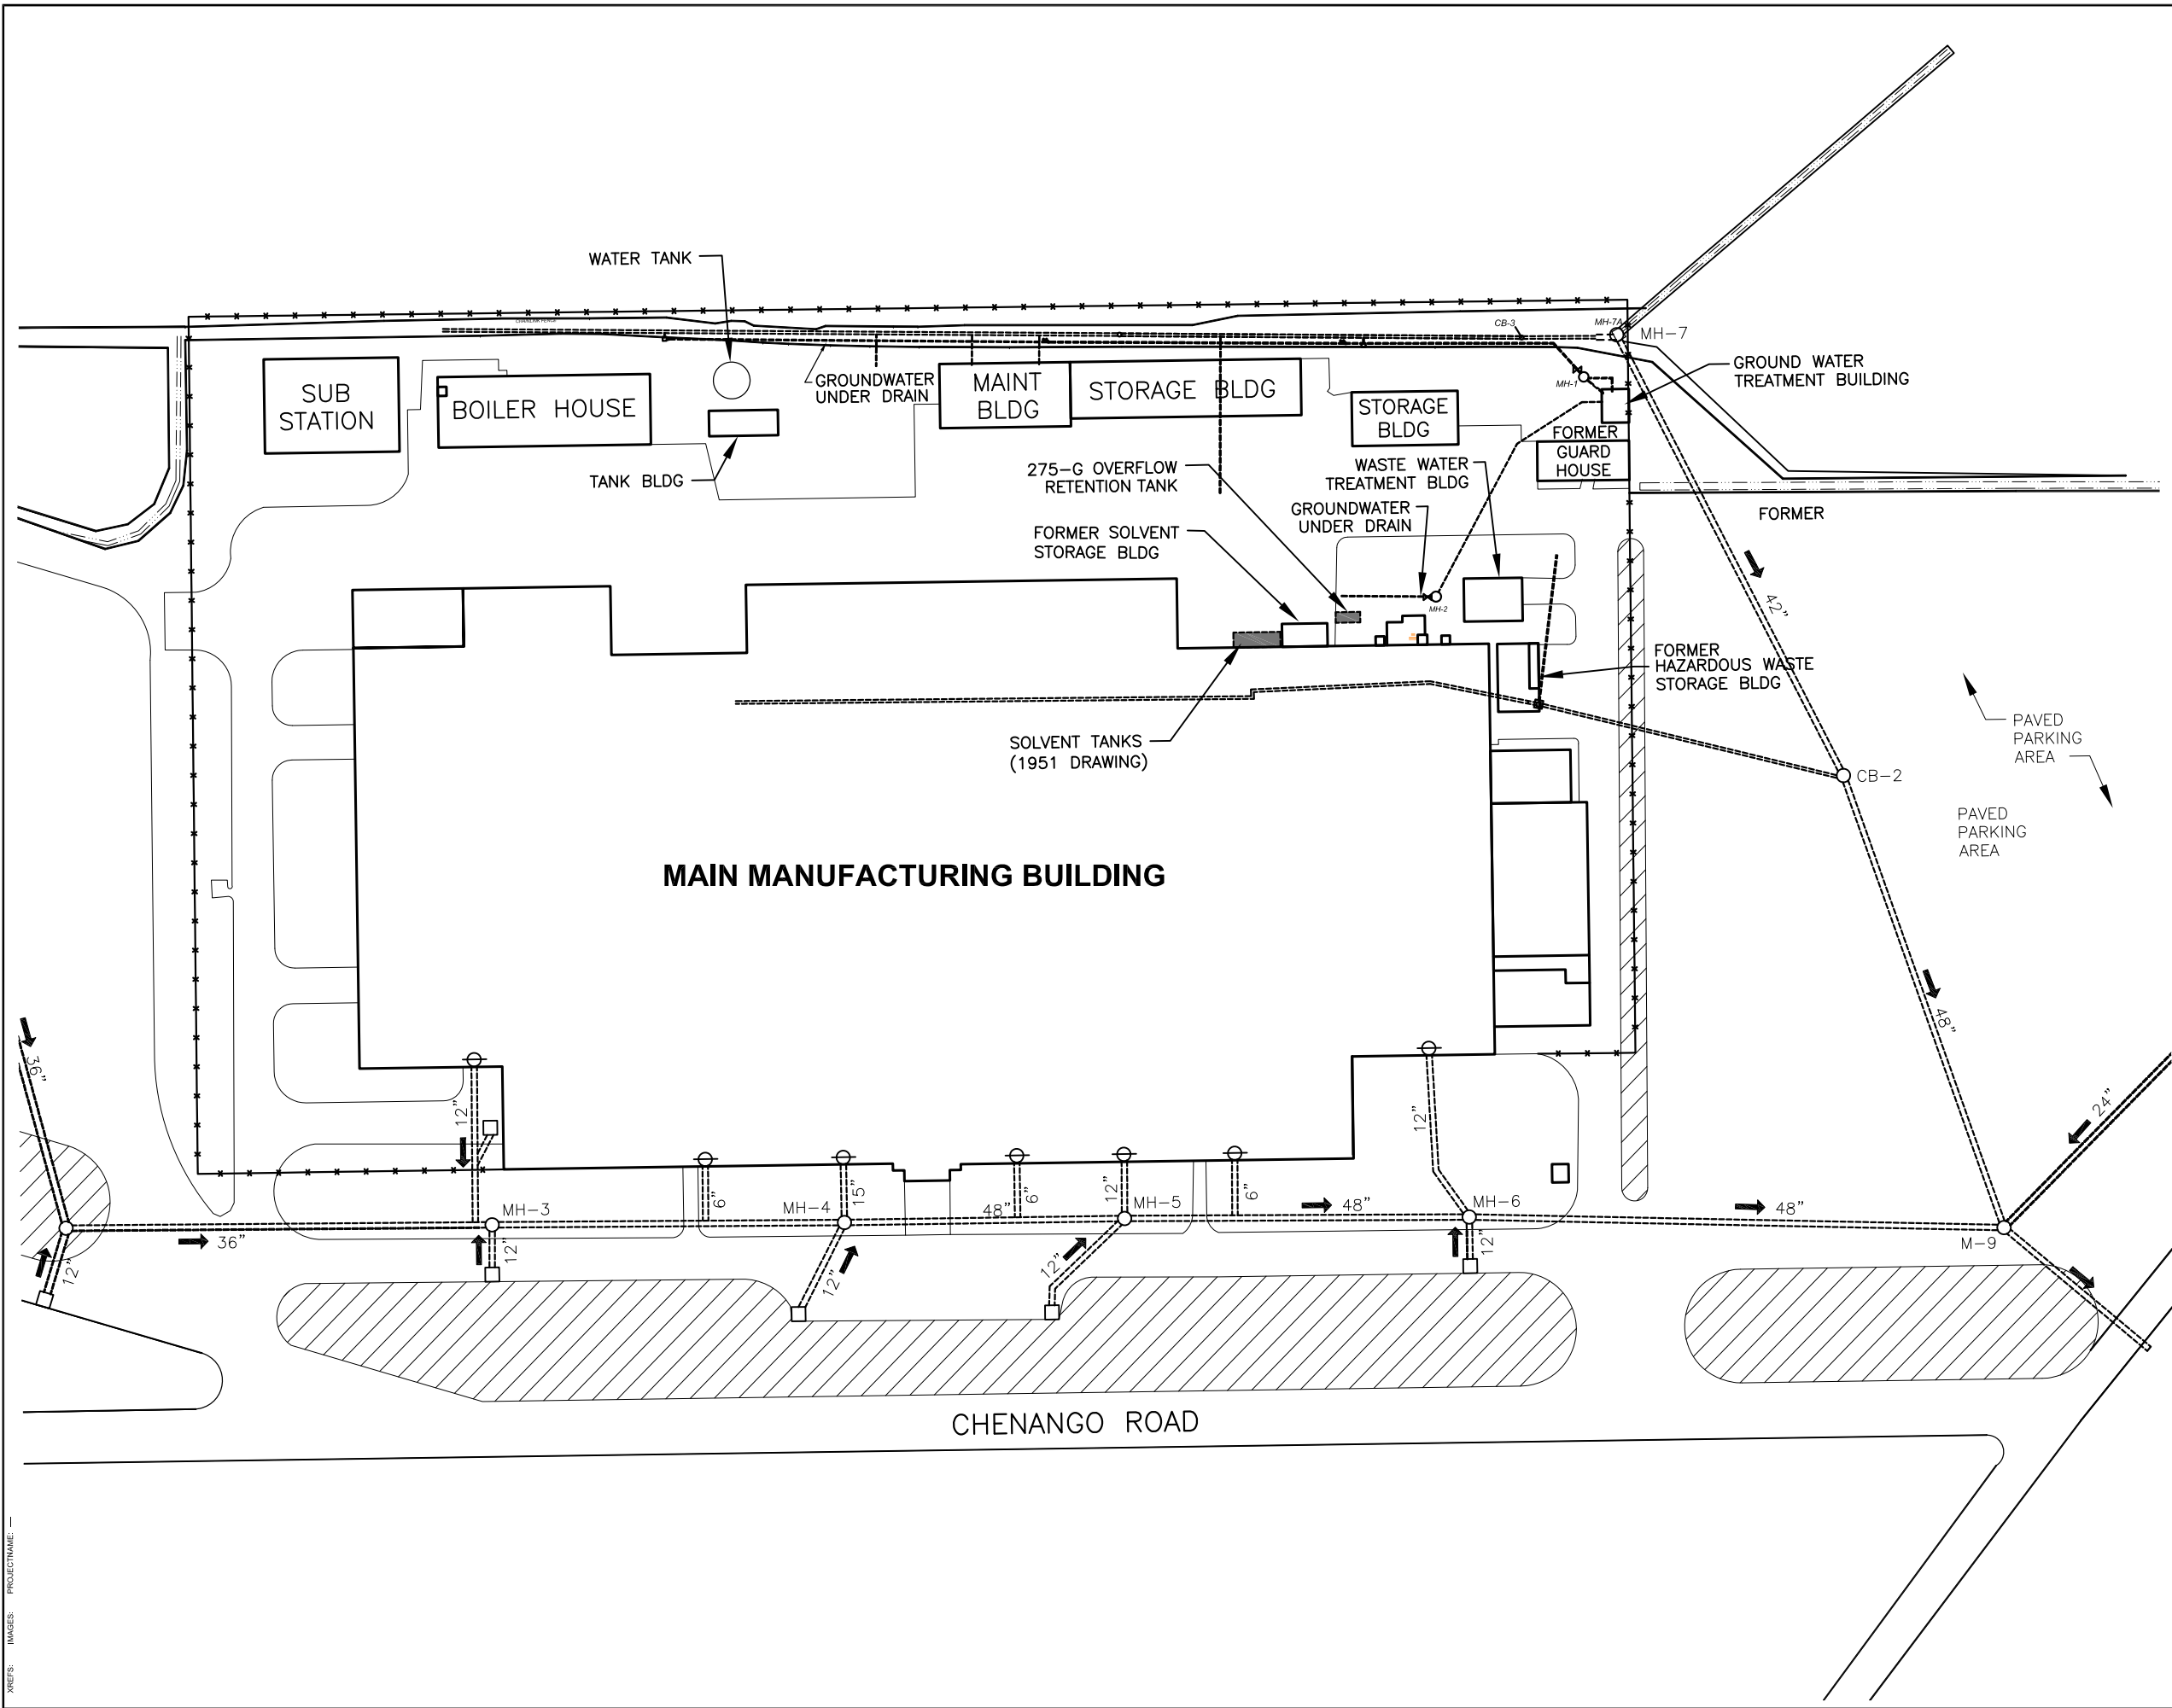 WATER TANK
CHAINLINK FENCE
CB-3
MH-7A
MH-7
SUB
STATION
BOILER HOUSE
GROUNDWATER
UNDER DRAIN
MAINT
BLDG
STORAGE BLDG
STORAGE
BLDG
MH-1
GROUND WATER
TREATMENT BUILDING
FORMER
GUARD
HOUSE
TANK BLDG
275-G OVERFLOW
RETENTION TANK
WASTE WATER
TREATMENT BLDG
GROUNDWATER
UNDER DRAIN
FORMER
FORMER SOLVENT
STORAGE BLDG
MH-2
42"
FORMER
HAZARDOUS WASTE
STORAGE BLDG
SOLVENT TANKS
(1951 DRAWING)
PAVED
PARKING
AREA
CB-2
PAVED
PARKING
AREA
MAIN MANUFACTURING BUILDING
36"
48"
12"
12"
24"
6"
15"
6"
12"
6"
MH-3
MH-4
48"
MH-5
48"
MH-6
48"
M-9
36"
12"
12"
12"
12"
12"
CHENANGO ROAD
XREFS: IMAGES: PROJECTNAME: —